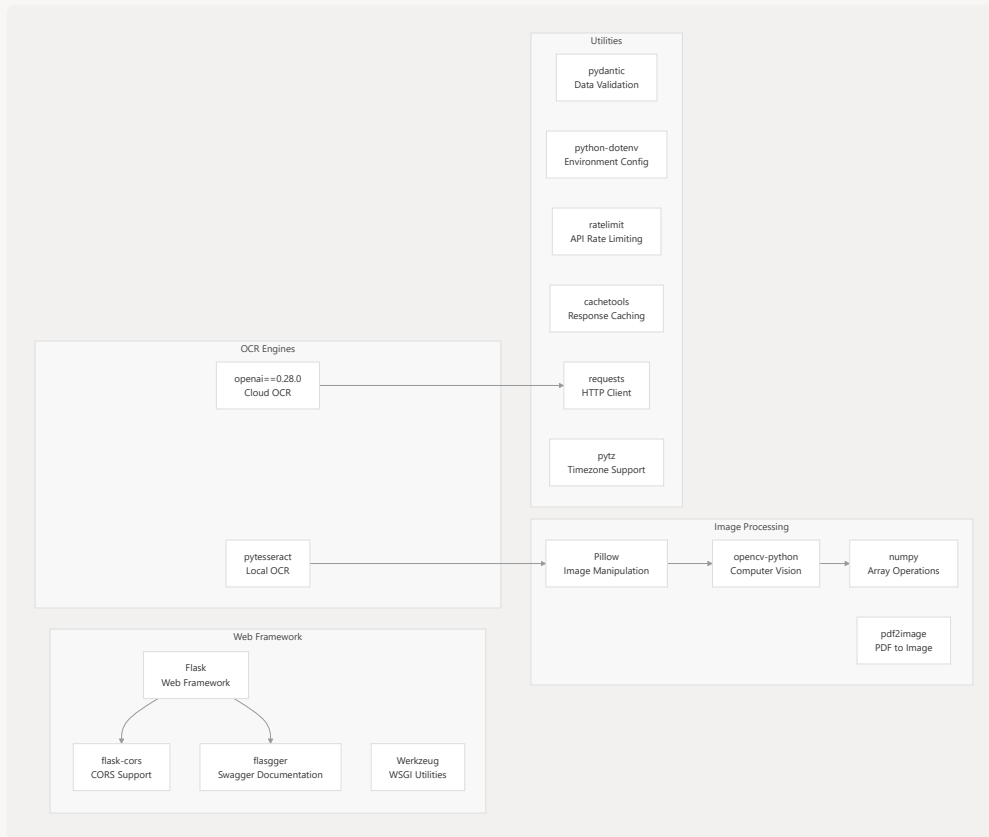 Utilities
pydantic
Data Validation
python-dotenv
Environment Config
ratelimit
API Rate Limiting
cachetools
Response Caching
requests
HTTP Client
pytz
Timezone Support
OCR Engines
openai==0.28.0
Cloud OCR
pytesseract
Local OCR
Image Processing
Pillow
Image Manipulation
opencv-python
Computer Vision
numpy
Array Operations
pdf2image
PDF to Image
Web Framework
Flask
Web Framework
flask-cors
CORS Support
flasgger
Swagger Documentation
Werkzeug
WSGI Utilities